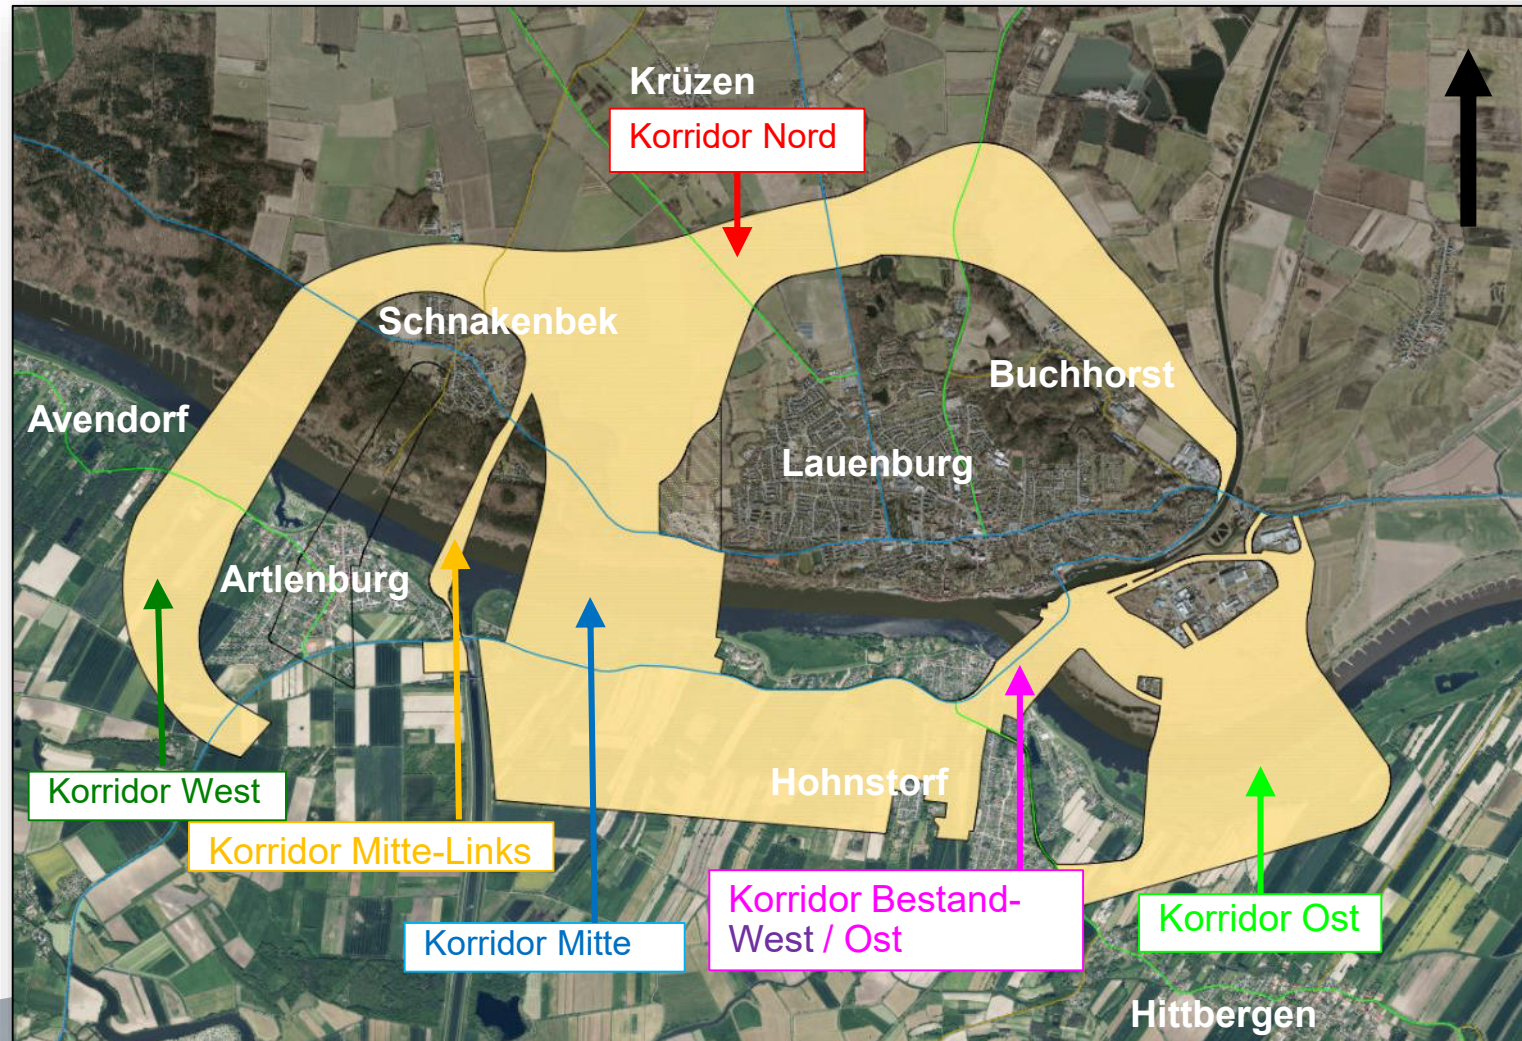 Krüzen
Korridor Nord
Schnakenbek
Buchhorst
Avendorf
Lauenburg
Artlenburg
Hohnstorf
Korridor West
Korridor Mitte-Links
Korridor Bestand-
West / Ost
Korridor Ost
Korridor Mitte
Hittbergen